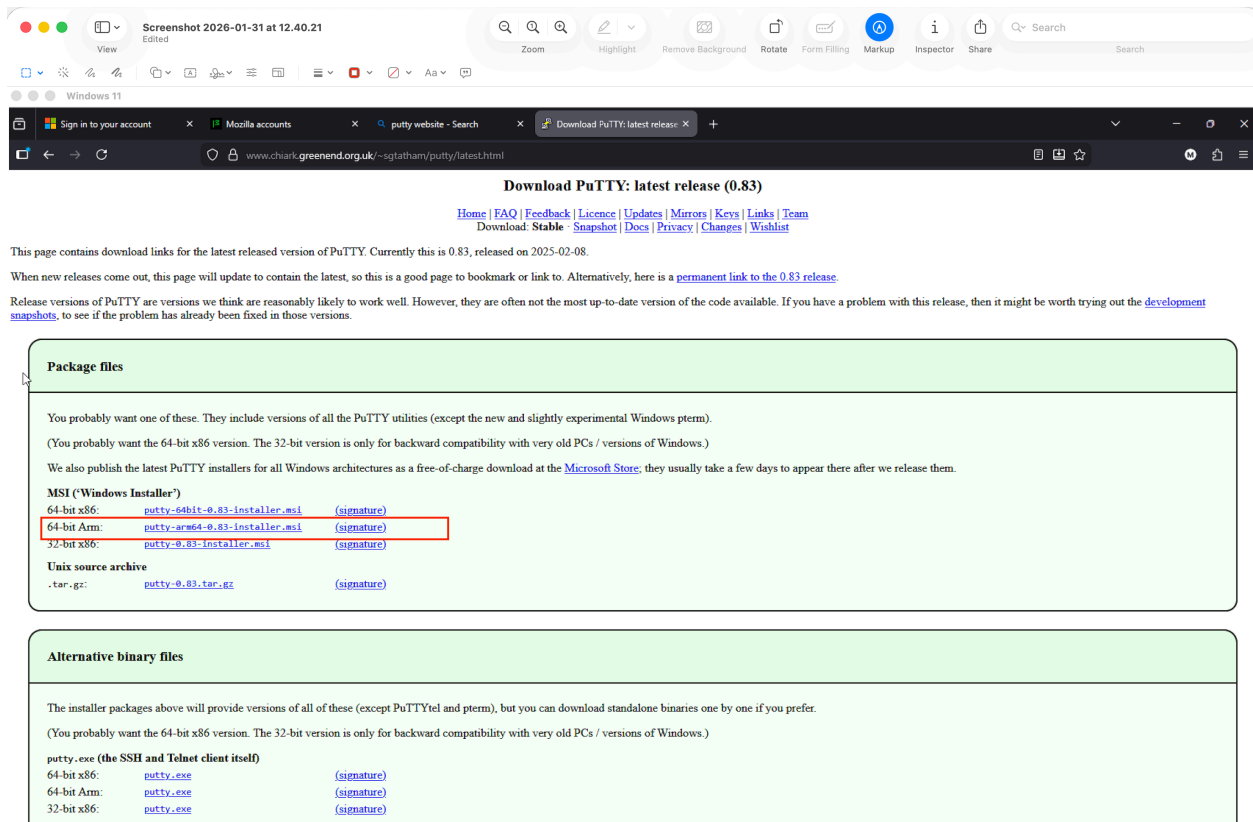 Screenshot 2026-01-31 at 12.40.21
Edited
View
Zoom
Highlight
Remove Background
Rotate
Form Filling
Markup
Inspector
Share
Search
Search
Aa
Windows 11
Sign in to your account
Mozilla accounts
putty website - Search
Download PuTTY: latest release
www.chiark.greenend.org.uk/~sgtatham/putty/latest.html
M
Download PuTTY: latest release (0.83)
Home | FAQ | Feedback | Licence | Updates | Mirrors | Keys | Links | Team
Download: Stable · Snapshot | Docs | Privacy | Changes | Wishlist
This page contains download links for the latest released version of PuTTY. Currently this is 0.83, released on 2025-02-08.
When new releases come out, this page will update to contain the latest, so this is a good page to bookmark or link to. Alternatively, here is a permanent link to the 0.83 release.
Release versions of PuTTY are versions we think are reasonably likely to work well. However, they are often not the most up-to-date version of the code available. If you have a problem with this release, then it might be worth trying out the development
snapshots, to see if the problem has already been fixed in those versions.
Package files
You probably want one of these. They include versions of all the PuTTY utilities (except the new and slightly experimental Windows pterm).
(You probably want the 64-bit x86 version. The 32-bit version is only for backward compatibility with very old PCs / versions of Windows.)
We also publish the latest PuTTY installers for all Windows architectures as a free-of-charge download at the Microsoft Store; they usually take a few days to appear there after we release them.
MSI (‘Windows Installer’)
64-bit x86: putty-64bit-0.83-installer.msi (signature)
64-bit Arm: putty-arm64-0.83-installer.msi (signature)
32-bit x86: putty-0.83-installer.msi (signature)
Unix source archive
.tar.gz: putty-0.83.tar.gz (signature)
Alternative binary files
The installer packages above will provide versions of all of these (except PuTTYtel and pterm), but you can download standalone binaries one by one if you prefer.
(You probably want the 64-bit x86 version. The 32-bit version is only for backward compatibility with very old PCs / versions of Windows.)
putty.exe (the SSH and Telnet client itself)
64-bit x86: putty.exe (signature)
64-bit Arm: putty.exe (signature)
32-bit x86: putty.exe (signature)